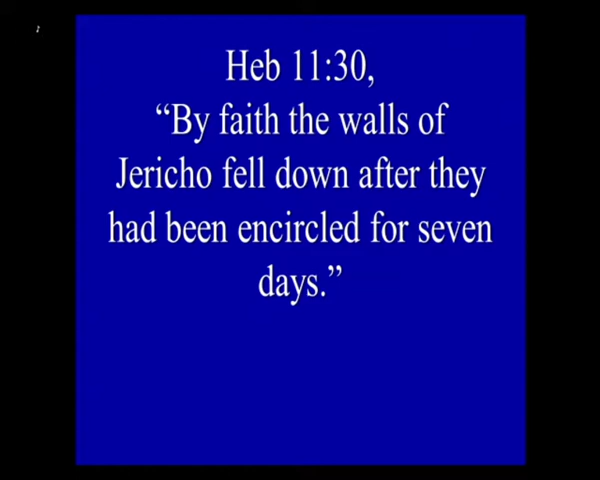 Heb 11:30,
“By faith the walls of
Jericho fell down after they
had been encircled for seven
days.”